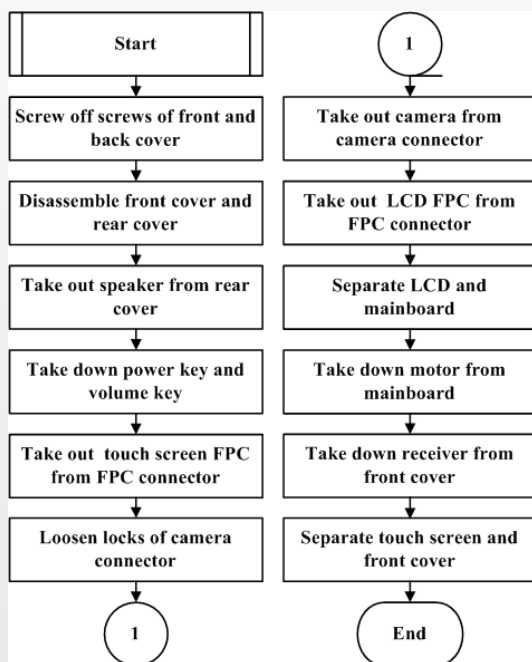 Start
Screw off screws of front and
back cover
Disassemble front cover and
rear cover
Take out speaker from rear
cover
Take down power key and
volume key
Take out touch screen FPC
from FPC connector
Loosen locks of camera
connector
1
1
Take out camera from
camera connector
Take out LCD FPC from
FPC connector
Separate LCD and
mainboard
Take down motor from
mainboard
Take down receiver from
front cover
Separate touch screen and
front cover
End